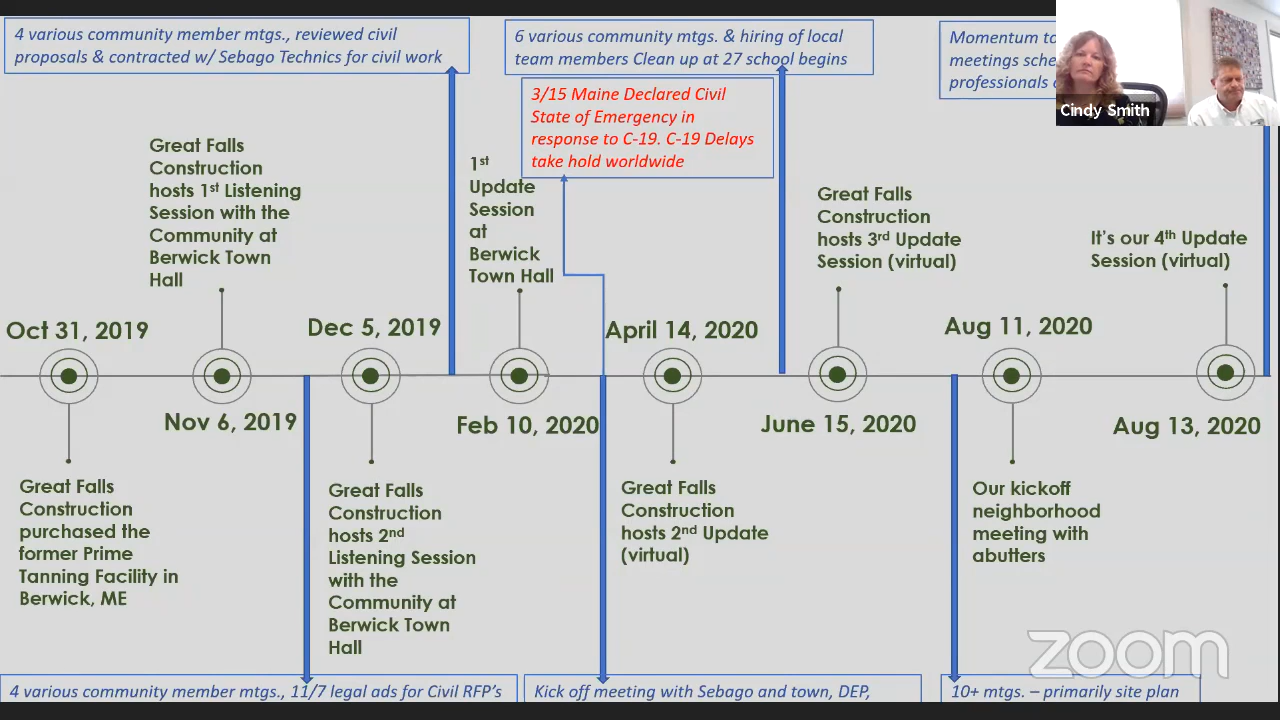 4 various community member mtgs., reviewed civil
proposals & contracted w/ Sebago Technics for civil work
6 various community mtgs. & hiring of local
team members Clean up at 27 school begins
Momentum
meetings
professionals
Cindy Smith
3/15 Maine Declared Civil
State of Emergency in
response to C-19. C-19 Delays
take hold worldwide
Great Falls
Construction
hosts 1st Listening
Session with the
Community at
Berwick Town
Hall
1st
Update
Session
at
Berwick
Town Hall
Great Falls
Construction
hosts 3rd Update
Session (virtual)
It's our 4th Update
Session (virtual)
Oct 31, 2019
Dec 5, 2019
April 14, 2020
Aug 11, 2020
Nov 6, 2019
Feb 10, 2020
June 15, 2020
Aug 13, 2020
Great Falls
Construction
purchased the
former Prime
Tanning Facility in
Berwick, ME
Great Falls
Construction
hosts 2nd
Listening Session
with the
Community at
Berwick Town
Hall
Great Falls
Construction
hosts 2nd Update
(virtual)
Our kickoff
neighborhood
meeting with
abutters
zoom
4 various community member mtgs., 11/7 legal ads for Civil RFP's
Kick off meeting with Sebago and town, DEP,
10+ mtgs. – primarily site plan